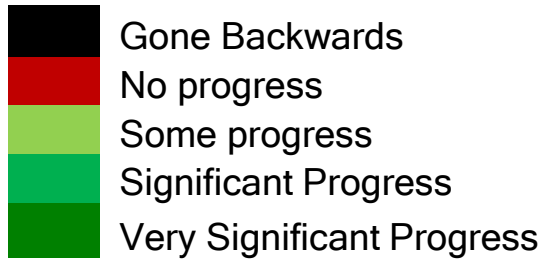 Gone Backwards
No progress
Some progress
Significant Progress
Very Significant Progress